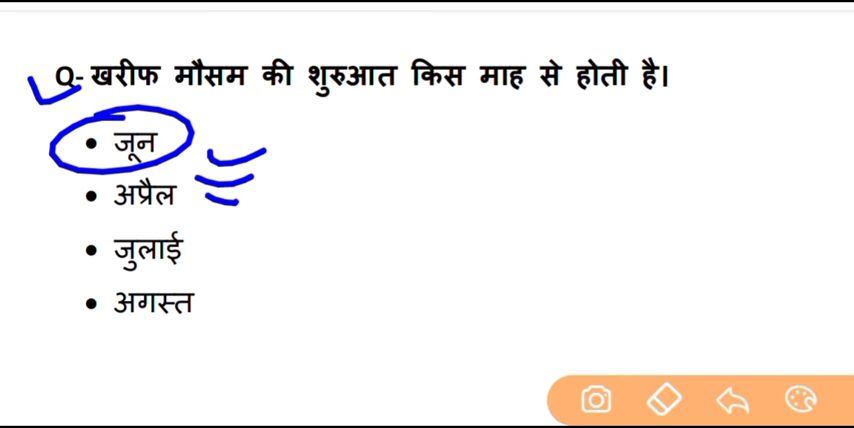 Q- खरीफ मौसम की शुरुआत किस माह से होती है।
• जून
• अप्रैल
• जुलाई
• अगस्त